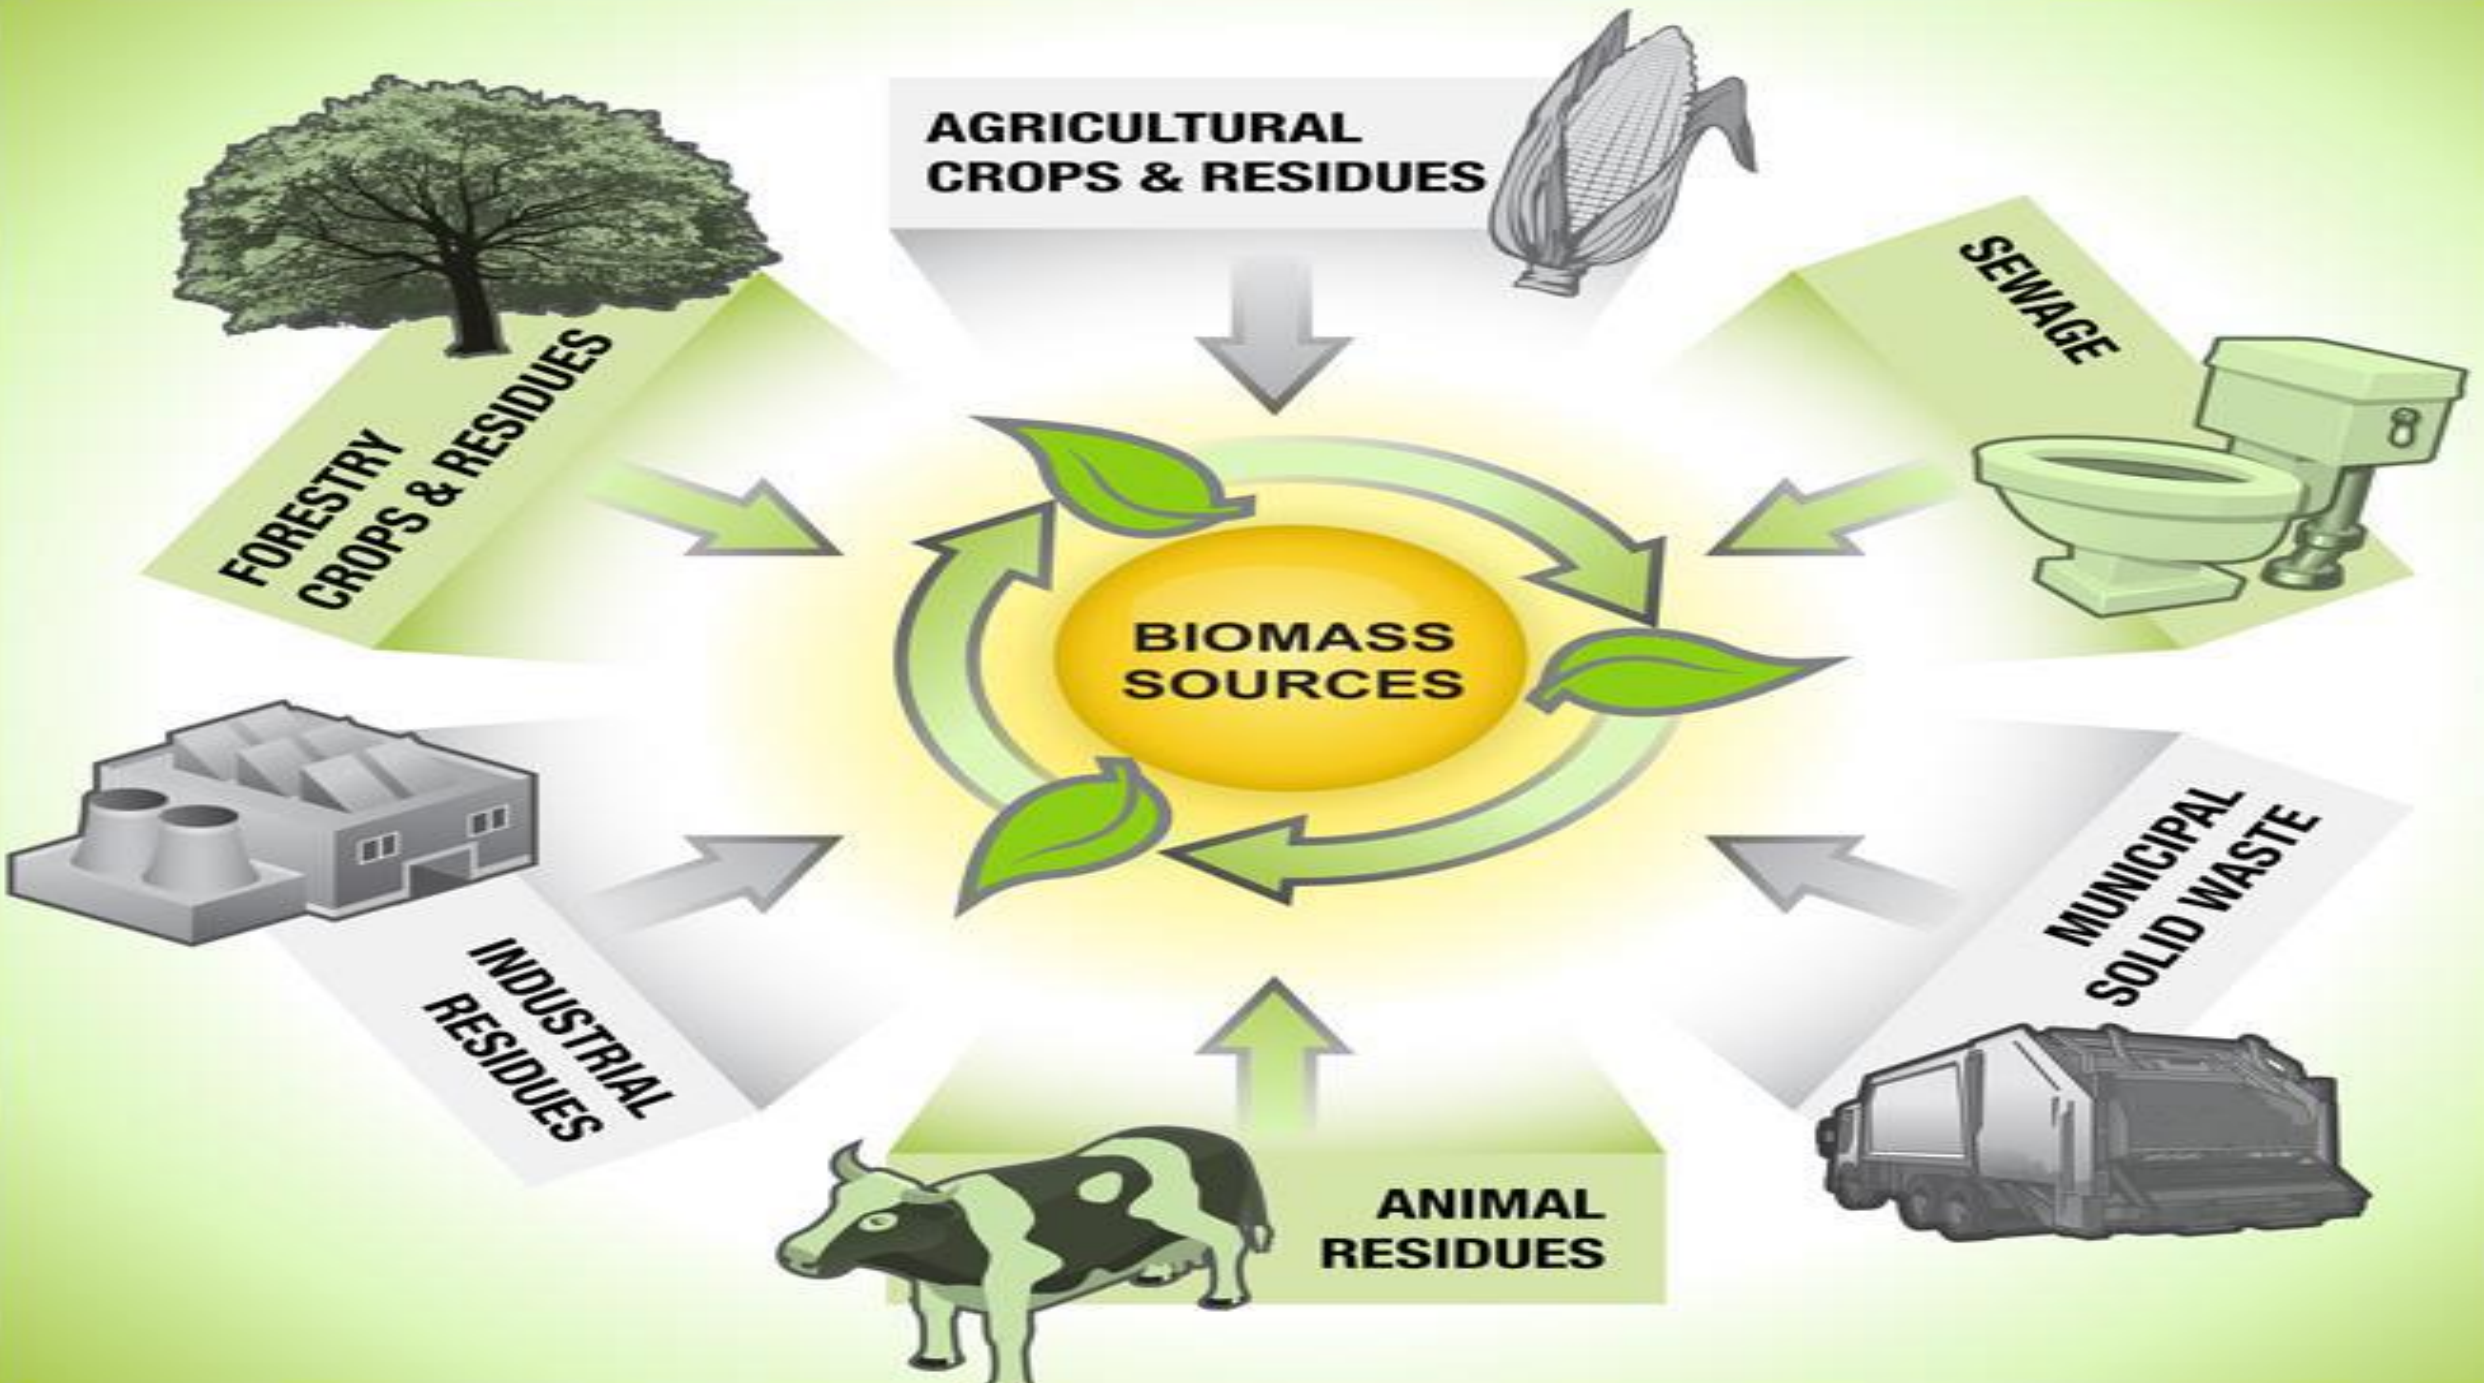 AGRICULTURAL
CROPS & RESIDUES
SEWAGE
FORESTRY
CROPS & RESIDUES
BIOMASS
SOURCES
MUNICIPAL
SOLID WASTE
INDUSTRIAL
RESIDUES
ANIMAL
RESIDUES